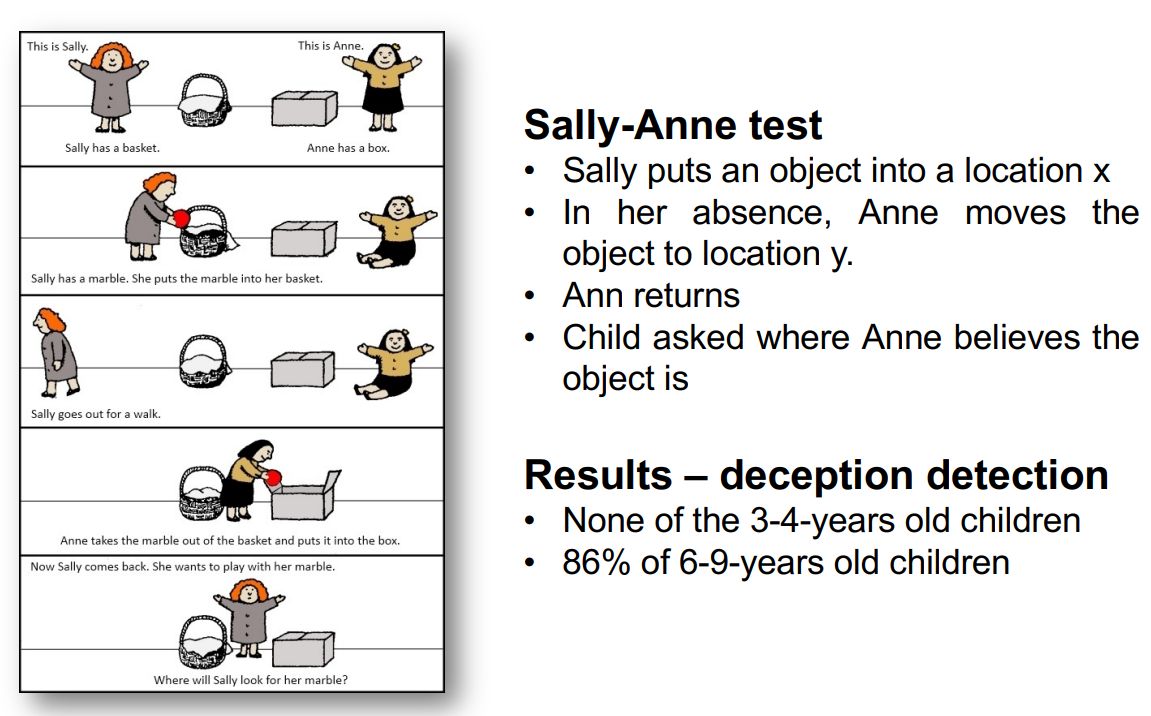 This is Sally.
This is Anne.
Sally has a basket.
Anne has a box.
Sally has a marble. She puts the marble into her basket.
Sally goes out for a walk.
Anne takes the marble out of the basket and puts it into the box.
Now Sally comes back. She wants to play with her marble.
Where will Sally look for her marble?
Sally-Anne test
• Sally puts an object into a location x
• In her absence, Anne moves the
object to location y.
• Ann returns
• Child asked where Anne believes the
object is
Results – deception detection
• None of the 3-4-years old children
• 86% of 6-9-years old children